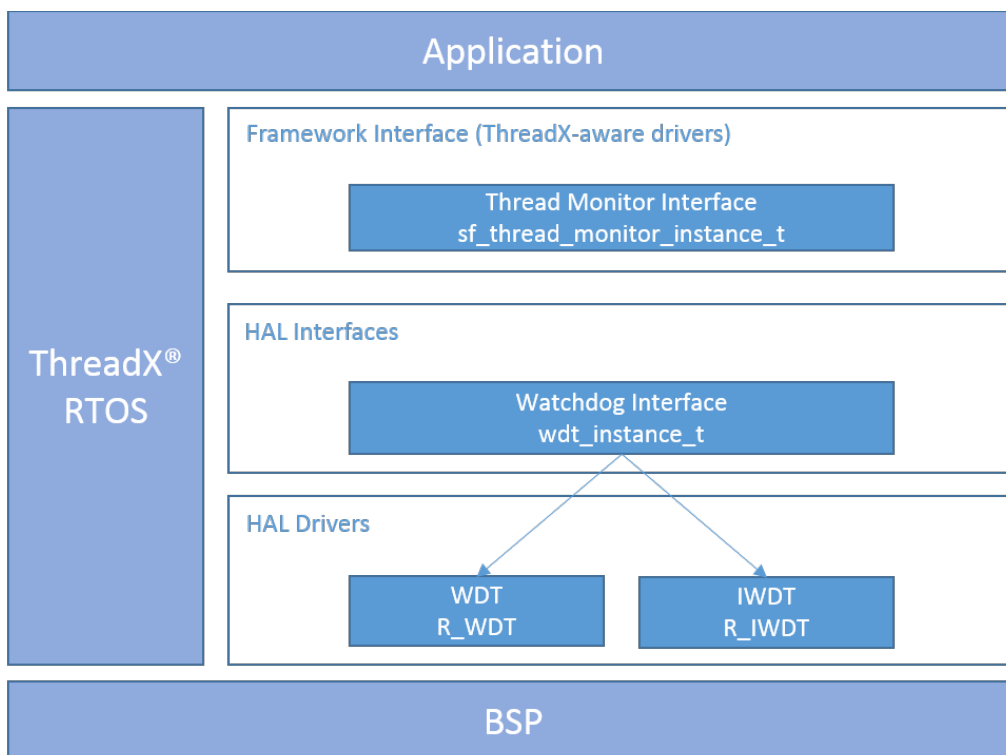 Application
ThreadX®
RTOS
Framework Interface (ThreadX-aware drivers)
Thread Monitor Interface
sf_thread_monitor_instance_t
HAL Interfaces
Watchdog Interface
wdt_instance_t
HAL Drivers
WDT
R_WDT
IWDT
R_IWDT
BSP